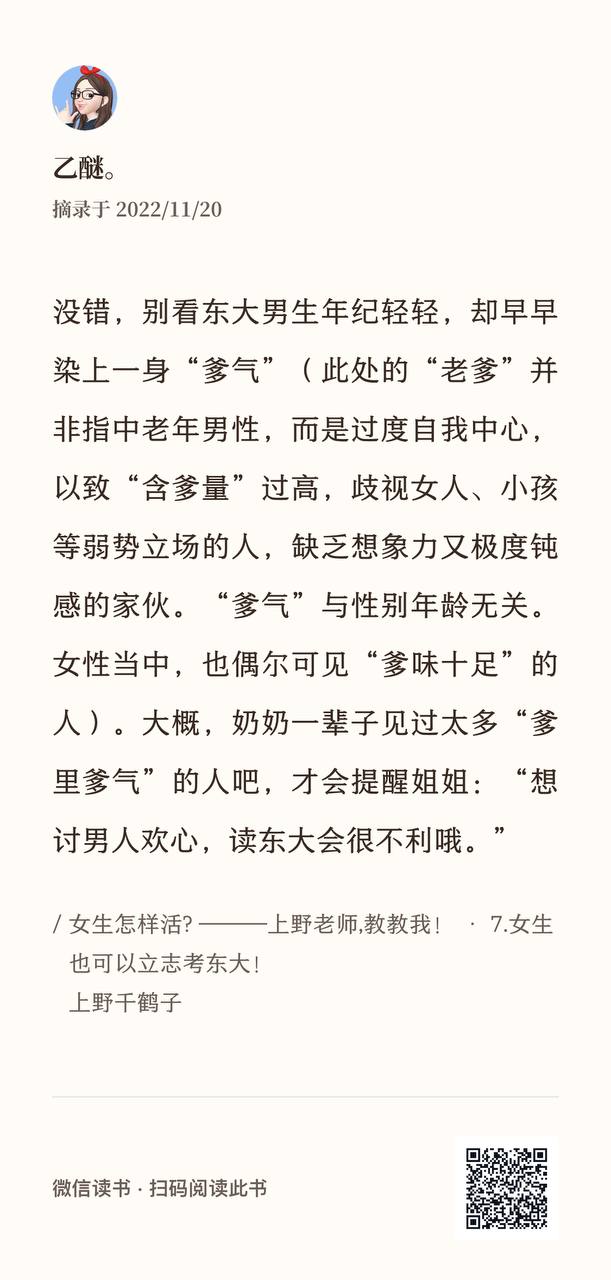 乙醚。
摘录于 2022/11/20
没错，别看东大男生年纪轻轻，却早早
染上一身“爹气”（此处的“老爹”并
非指中老年男性，而是过度自我中心，
以致“含爹量”过高，歧视女人、小孩
等弱势立场的人，缺乏想象力又极度钝
感的家伙。“爹气”与性别年龄无关。
女性当中，也偶尔可见“爹味十足”的
人）。大概，奶奶一辈子见过太多“爹
里爹气”的人吧，才会提醒姐姐：“想
讨男人欢心，读东大会很不利哦。”
/ 女生怎样活? ———上野老师,教教我！ · 7.女生
也可以立志考东大！
上野千鹤子
微信读书 · 扫码阅读此书